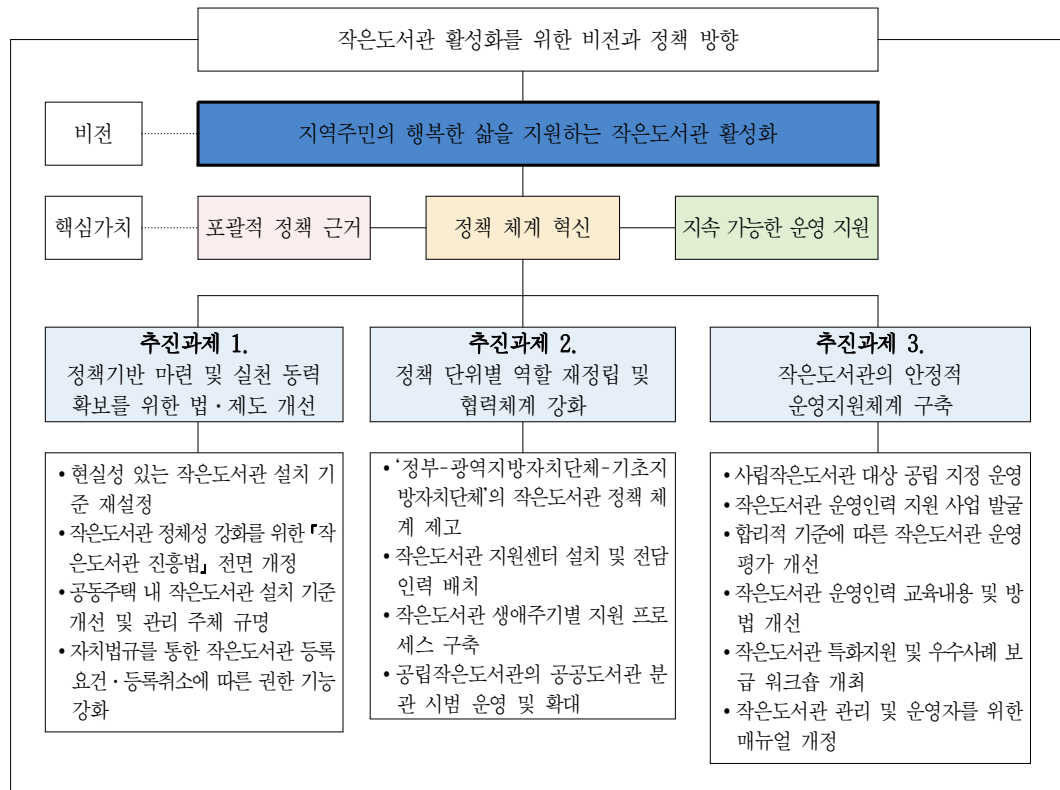 작은도서관 활성화를 위한 비전과 정책 방향
비전
지역주민의 행복한 삶을 지원하는 작은도서관 활성화
핵심가치
포괄적 정책 근거
정책 체계 혁신
지속 가능한 운영 지원
추진과제 1.
정책기반 마련 및 실천 동력
확보를 위한 법·제도 개선
• 현실성 있는 작은도서관 설치 기
준 재설정
• 작은도서관 정체성 강화를 위한 『작
은도서관 진흥법』 전면 개정
• 공동주택 내 작은도서관 설치 기준
개선 및 관리 주체 규명
• 자치법규를 통한 작은도서관 등록
요건·등록취소에 따른 권한 기능
강화
추진과제 2.
정책 단위별 역할 재정립 및
협력체계 강화
• '정부-광역지방자치단체-기초지
방자치단체'의 작은도서관 정책 체
계 제고
• 작은도서관 지원센터 설치 및 전담
인력 배치
• 작은도서관 생애주기별 지원 프로
세스 구축
• 공립작은도서관의 공공도서관 분
관 시범 운영 및 확대
추진과제 3.
작은도서관의 안정적
운영지원체계 구축
• 사립작은도서관 대상 공립 지정 운영
• 작은도서관 운영인력 지원 사업 발굴
• 합리적 기준에 따른 작은도서관 운영
평가 개선
• 작은도서관 운영인력 교육내용 및 방
법 개선
• 작은도서관 특화지원 및 우수사례 보
급 워크숍 개최
• 작은도서관 관리 및 운영자를 위한
매뉴얼 개정